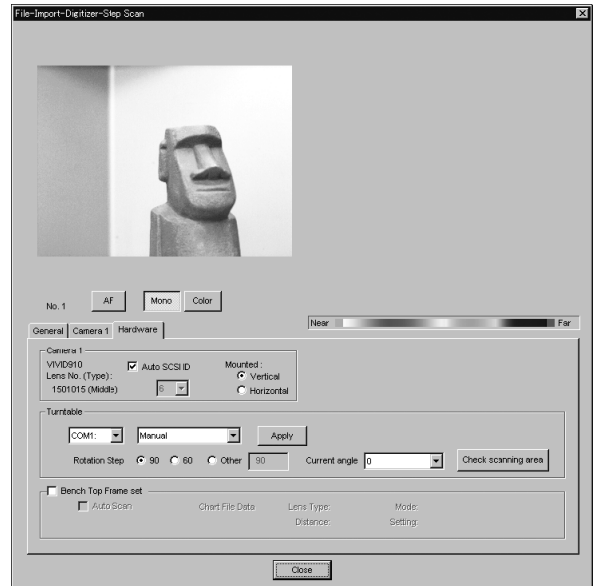 File-Import-Digitizer-Step Scan
No. 1 AF Mono Color
Near Far
General Camera 1 Hardware
Camera 1
VIVID910 Auto SCSI ID Mounted :
Lens No. (Type) : Vertical
1501015 (Middle) 6 Horizontal
Turntable
COM1: Manual Apply
Rotation Step 90 60 Other 90 Current angle 0 Check scanning area
Bench Top Frame set
Auto Scan Chart File Data Lens Type: Mode:
Distance: Setting:
Close